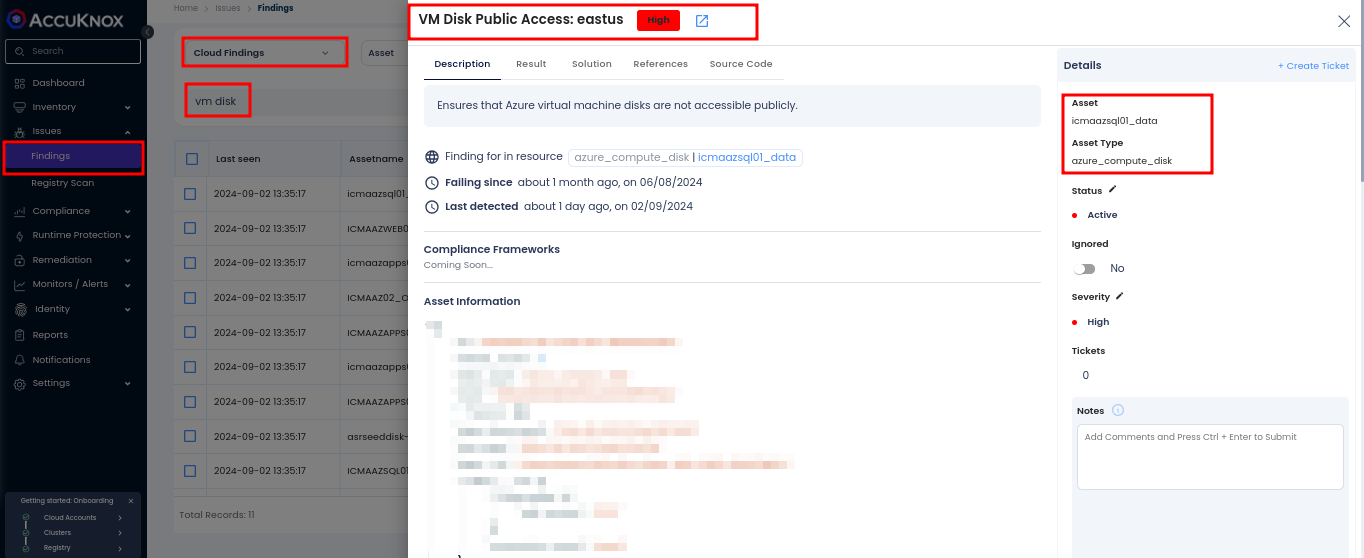 ACCUKNOX
Search
Dashboard
Inventory
Issues
Findings
Registry Scan
Compliance
Runtime Protection
Remediation
Monitors / Alerts
Identity
Reports
Notifications
Settings
Getting started: Onboarding
Cloud Accounts
Clusters
Registry
Home > Issues > Findings
Cloud Findings
Asset
vm disk
Last seen Assetname
2024-09-02 13:35:17 icmaazsql01_
2024-09-02 13:35:17 ICMAAZWEB0
2024-09-02 13:35:17 icmaazapps
2024-09-02 13:35:17 ICMAAZ02_O
2024-09-02 13:35:17 ICMAAZAPPS
2024-09-02 13:35:17 icmaazapps
2024-09-02 13:35:17 ICMAAZAPPS
2024-09-02 13:35:17 asrseeddisk-
2024-09-02 13:35:17 ICMAAZSQL01
Total Records: 11
VM Disk Public Access: eastus High
Description Result Solution References Source Code
Ensures that Azure virtual machine disks are not accessible publicly.
Finding for in resource azure_compute_disk | icmaazsql01_data
Failing since about 1 month ago, on 06/08/2024
Last detected about 1 day ago, on 02/09/2024
Compliance Frameworks
Coming Soon...
Asset Information
Details + Create Ticket
Asset
icmaazsql01_data
Asset Type
azure_compute_disk
Status
Active
Ignored
No
Severity
High
Tickets
0
Notes
Add Comments and Press Ctrl + Enter to Submit